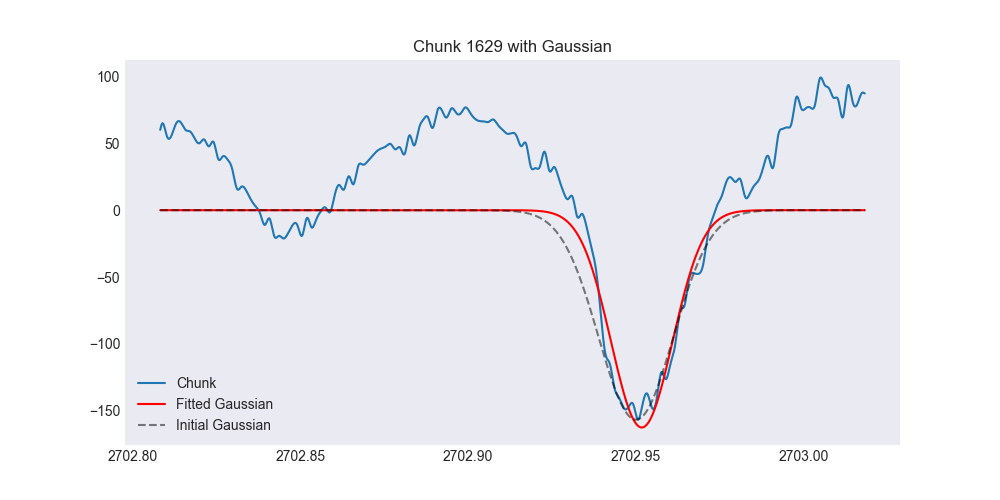 Chunk 1629 with Gaussian
100
50
0
−50
−100
−150
Chunk
Fitted Gaussian
Initial Gaussian
2702.80 2702.85 2702.90 2702.95 2703.00